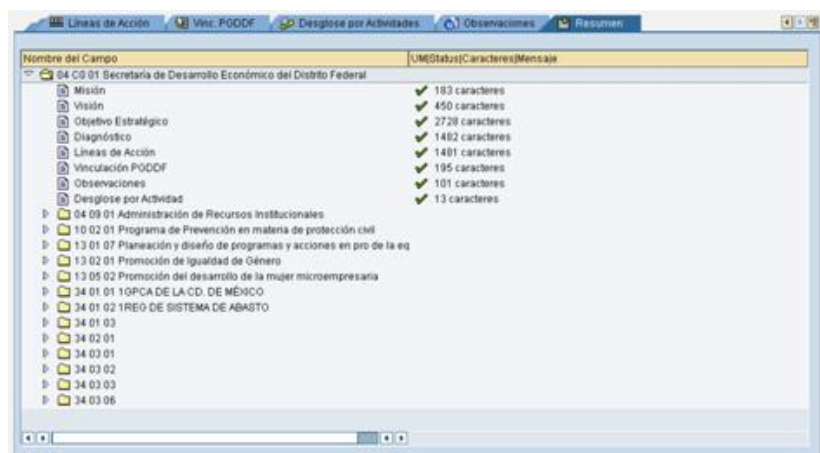 Líneas de Acción Vinc. PGDDF Desglose por Actividades Observaciones Resumen
Nombre del Campo UM|Status|Caracteres|Mensaje
04 C0 01 Secretaría de Desarrollo Económico del Distrito Federal
Misión 183 caracteres
Visión 450 caracteres
Objetivo Estratégico 2728 caracteres
Diagnóstico 1482 caracteres
Líneas de Acción 1481 caracteres
Vinculación PGDDF 195 caracteres
Observaciones 101 caracteres
Desglose por Actividad 13 caracteres
04 09 01 Administración de Recursos Institucionales
10 02 01 Programa de Prevención en materia de protección civil
13 01 07 Planeación y diseño de programas y acciones en pro de la eq
13 02 01 Promoción de Igualdad de Género
13 05 02 Promoción del desarrollo de la mujer microempresaria
34 01 01 1GPCA DE LA CD. DE MÉXICO
34 01 02 1REG DE SISTEMA DE ABASTO
34 01 03
34 02 01
34 03 01
34 03 02
34 03 03
34 03 06